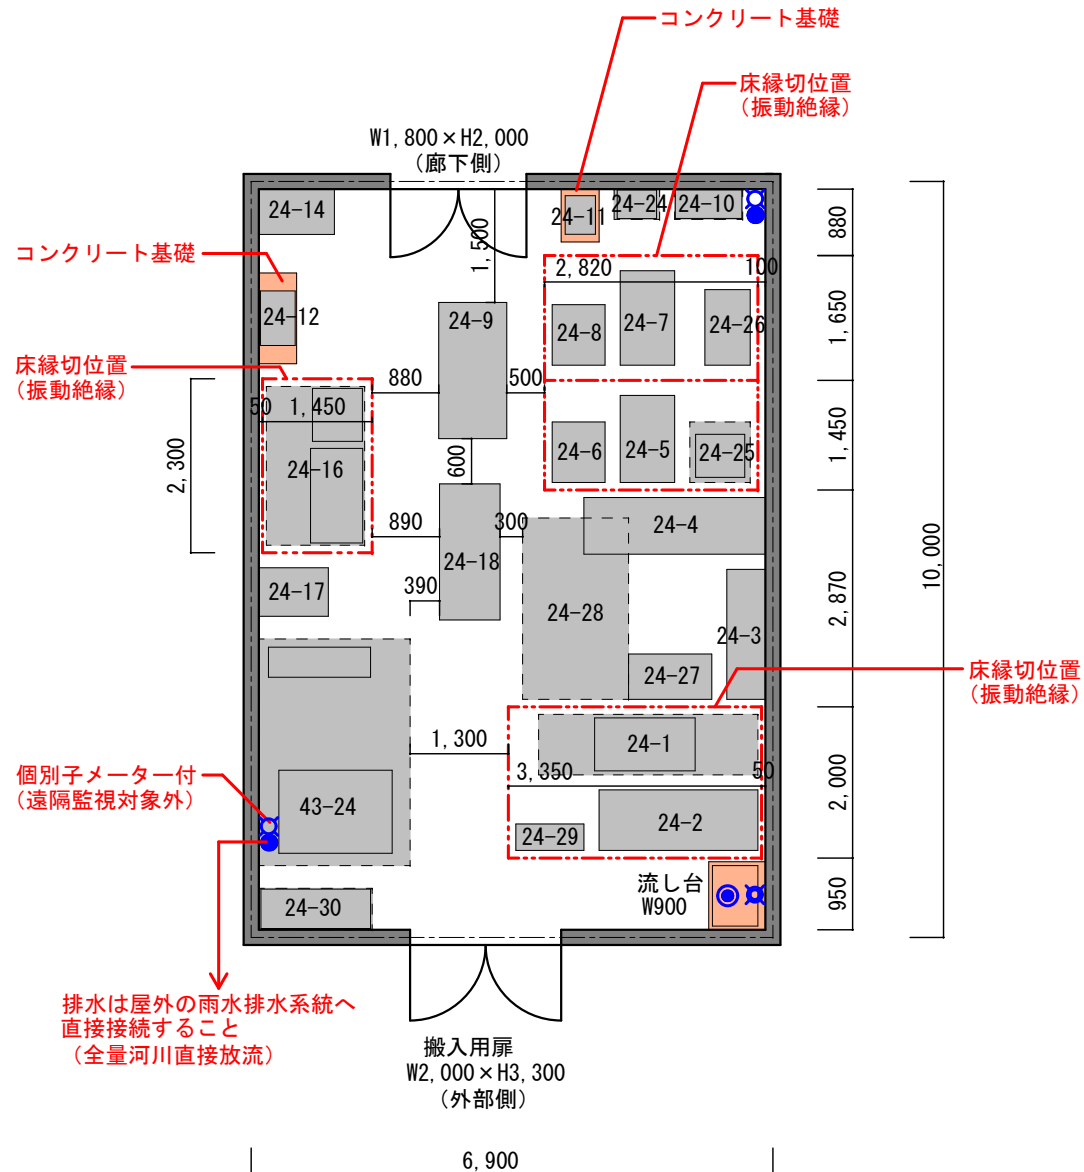 コンクリート基礎
床縁切位置
(振動絶縁)
W1,800×H2,000
(廊下側)
24-14
24-11
24-24
24-10
880
1,500
コンクリート基礎
2,820
100
24-12
24-9
24-8
24-7
24-26
1,650
床縁切位置
(振動絶縁)
880
500
50
1,450
2,300
24-16
600
24-6
24-5
24-25
1,450
890
300
24-4
24-18
10,000
24-17
390
24-28
2,870
24-3
24-27
床縁切位置
(振動絶縁)
1,300
24-1
3,350
50
個別子メーター付
(遠隔監視対象外)
43-24
24-29
24-2
2,000
流し台
W900
24-30
950
排水は屋外の雨水排水系統へ
直接接続すること
(全量河川直接放流)
搬入用扉
W2,000×H3,300
(外部側)
6,900